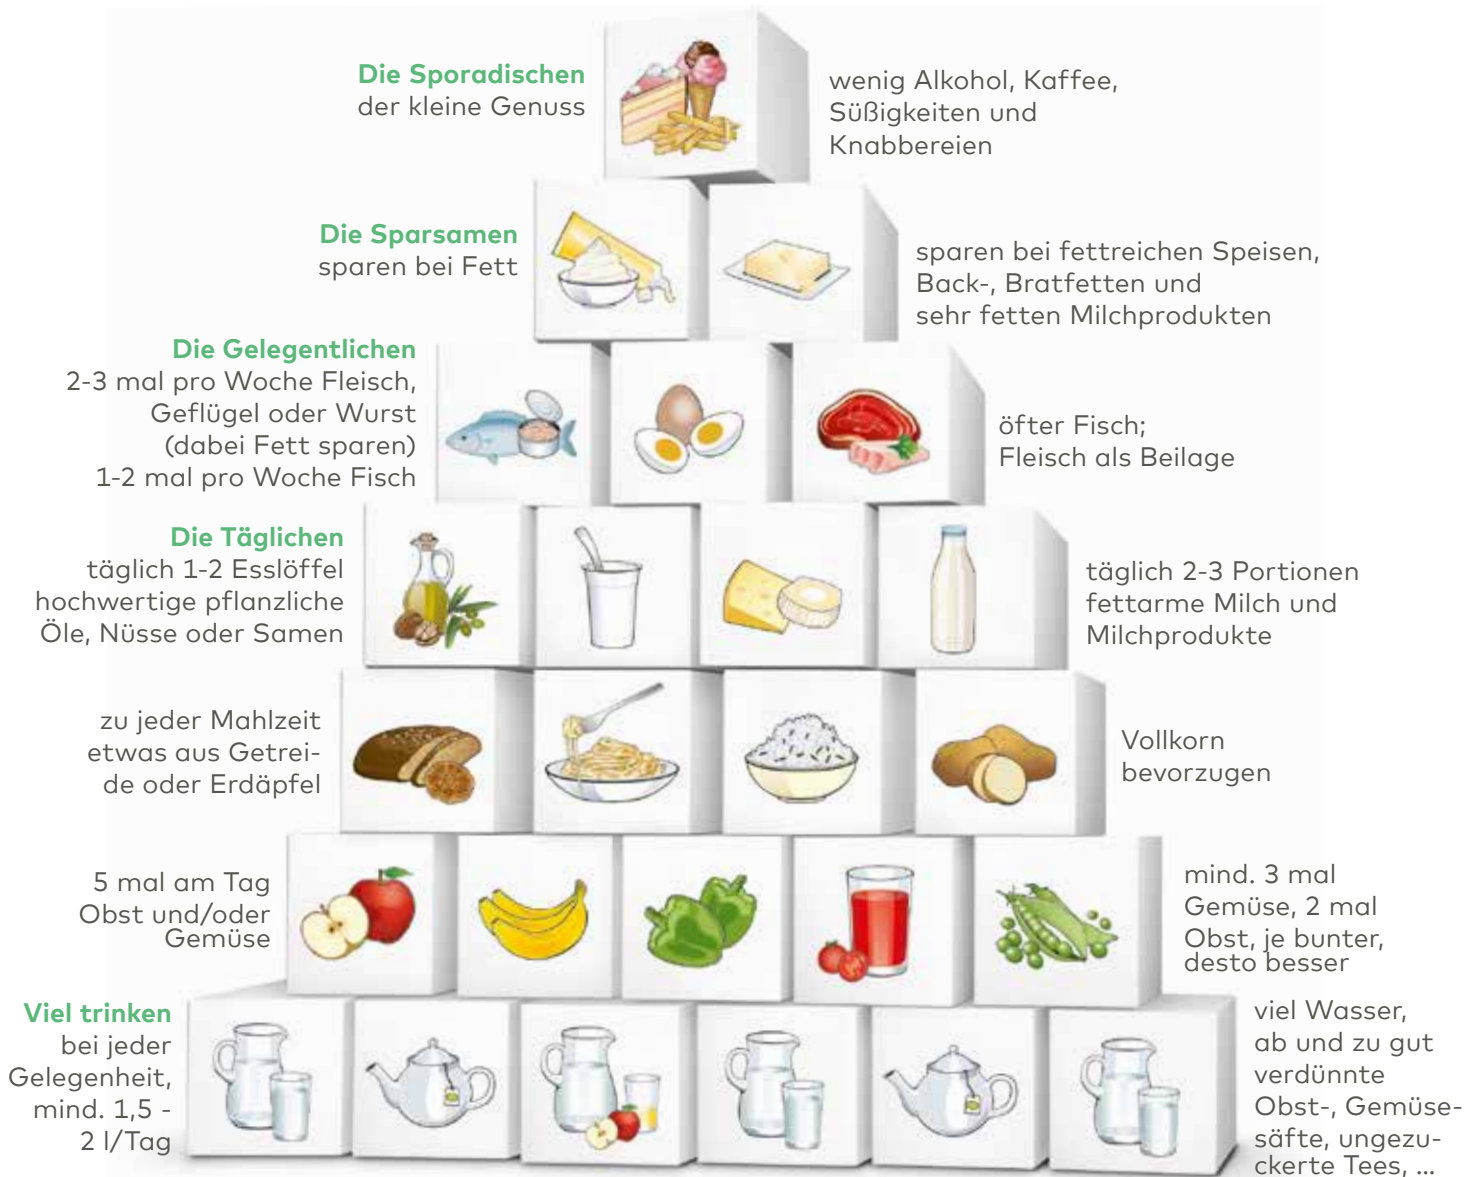 Die Sporadischen
der kleine Genuss
wenig Alkohol, Kaffee,
Süßigkeiten und
Knabbereien
Die Sparsamen
sparen bei Fett
sparen bei fettreichen Speisen,
Back-, Bratfetten und
sehr fetten Milchprodukten
Die Gelegentlichen
2-3 mal pro Woche Fleisch,
Geflügel oder Wurst
(dabei Fett sparen)
1-2 mal pro Woche Fisch
öfter Fisch;
Fleisch als Beilage
Die Täglichen
täglich 1-2 Esslöffel
hochwertige pflanzliche
Öle, Nüsse oder Samen
täglich 2-3 Portionen
fettarme Milch und
Milchprodukte
zu jeder Mahlzeit
etwas aus Getrei-
de oder Erdäpfel
Vollkorn
bevorzugen
5 mal am Tag
Obst und/oder
Gemüse
mind. 3 mal
Gemüse, 2 mal
Obst, je bunter,
desto besser
Viel trinken
bei jeder
Gelegenheit,
mind. 1,5 -
2 l/Tag
viel Wasser,
ab und zu gut
verdünnte
Obst-, Gemüse-
säfte, ungezu-
ckerte Tees, ...